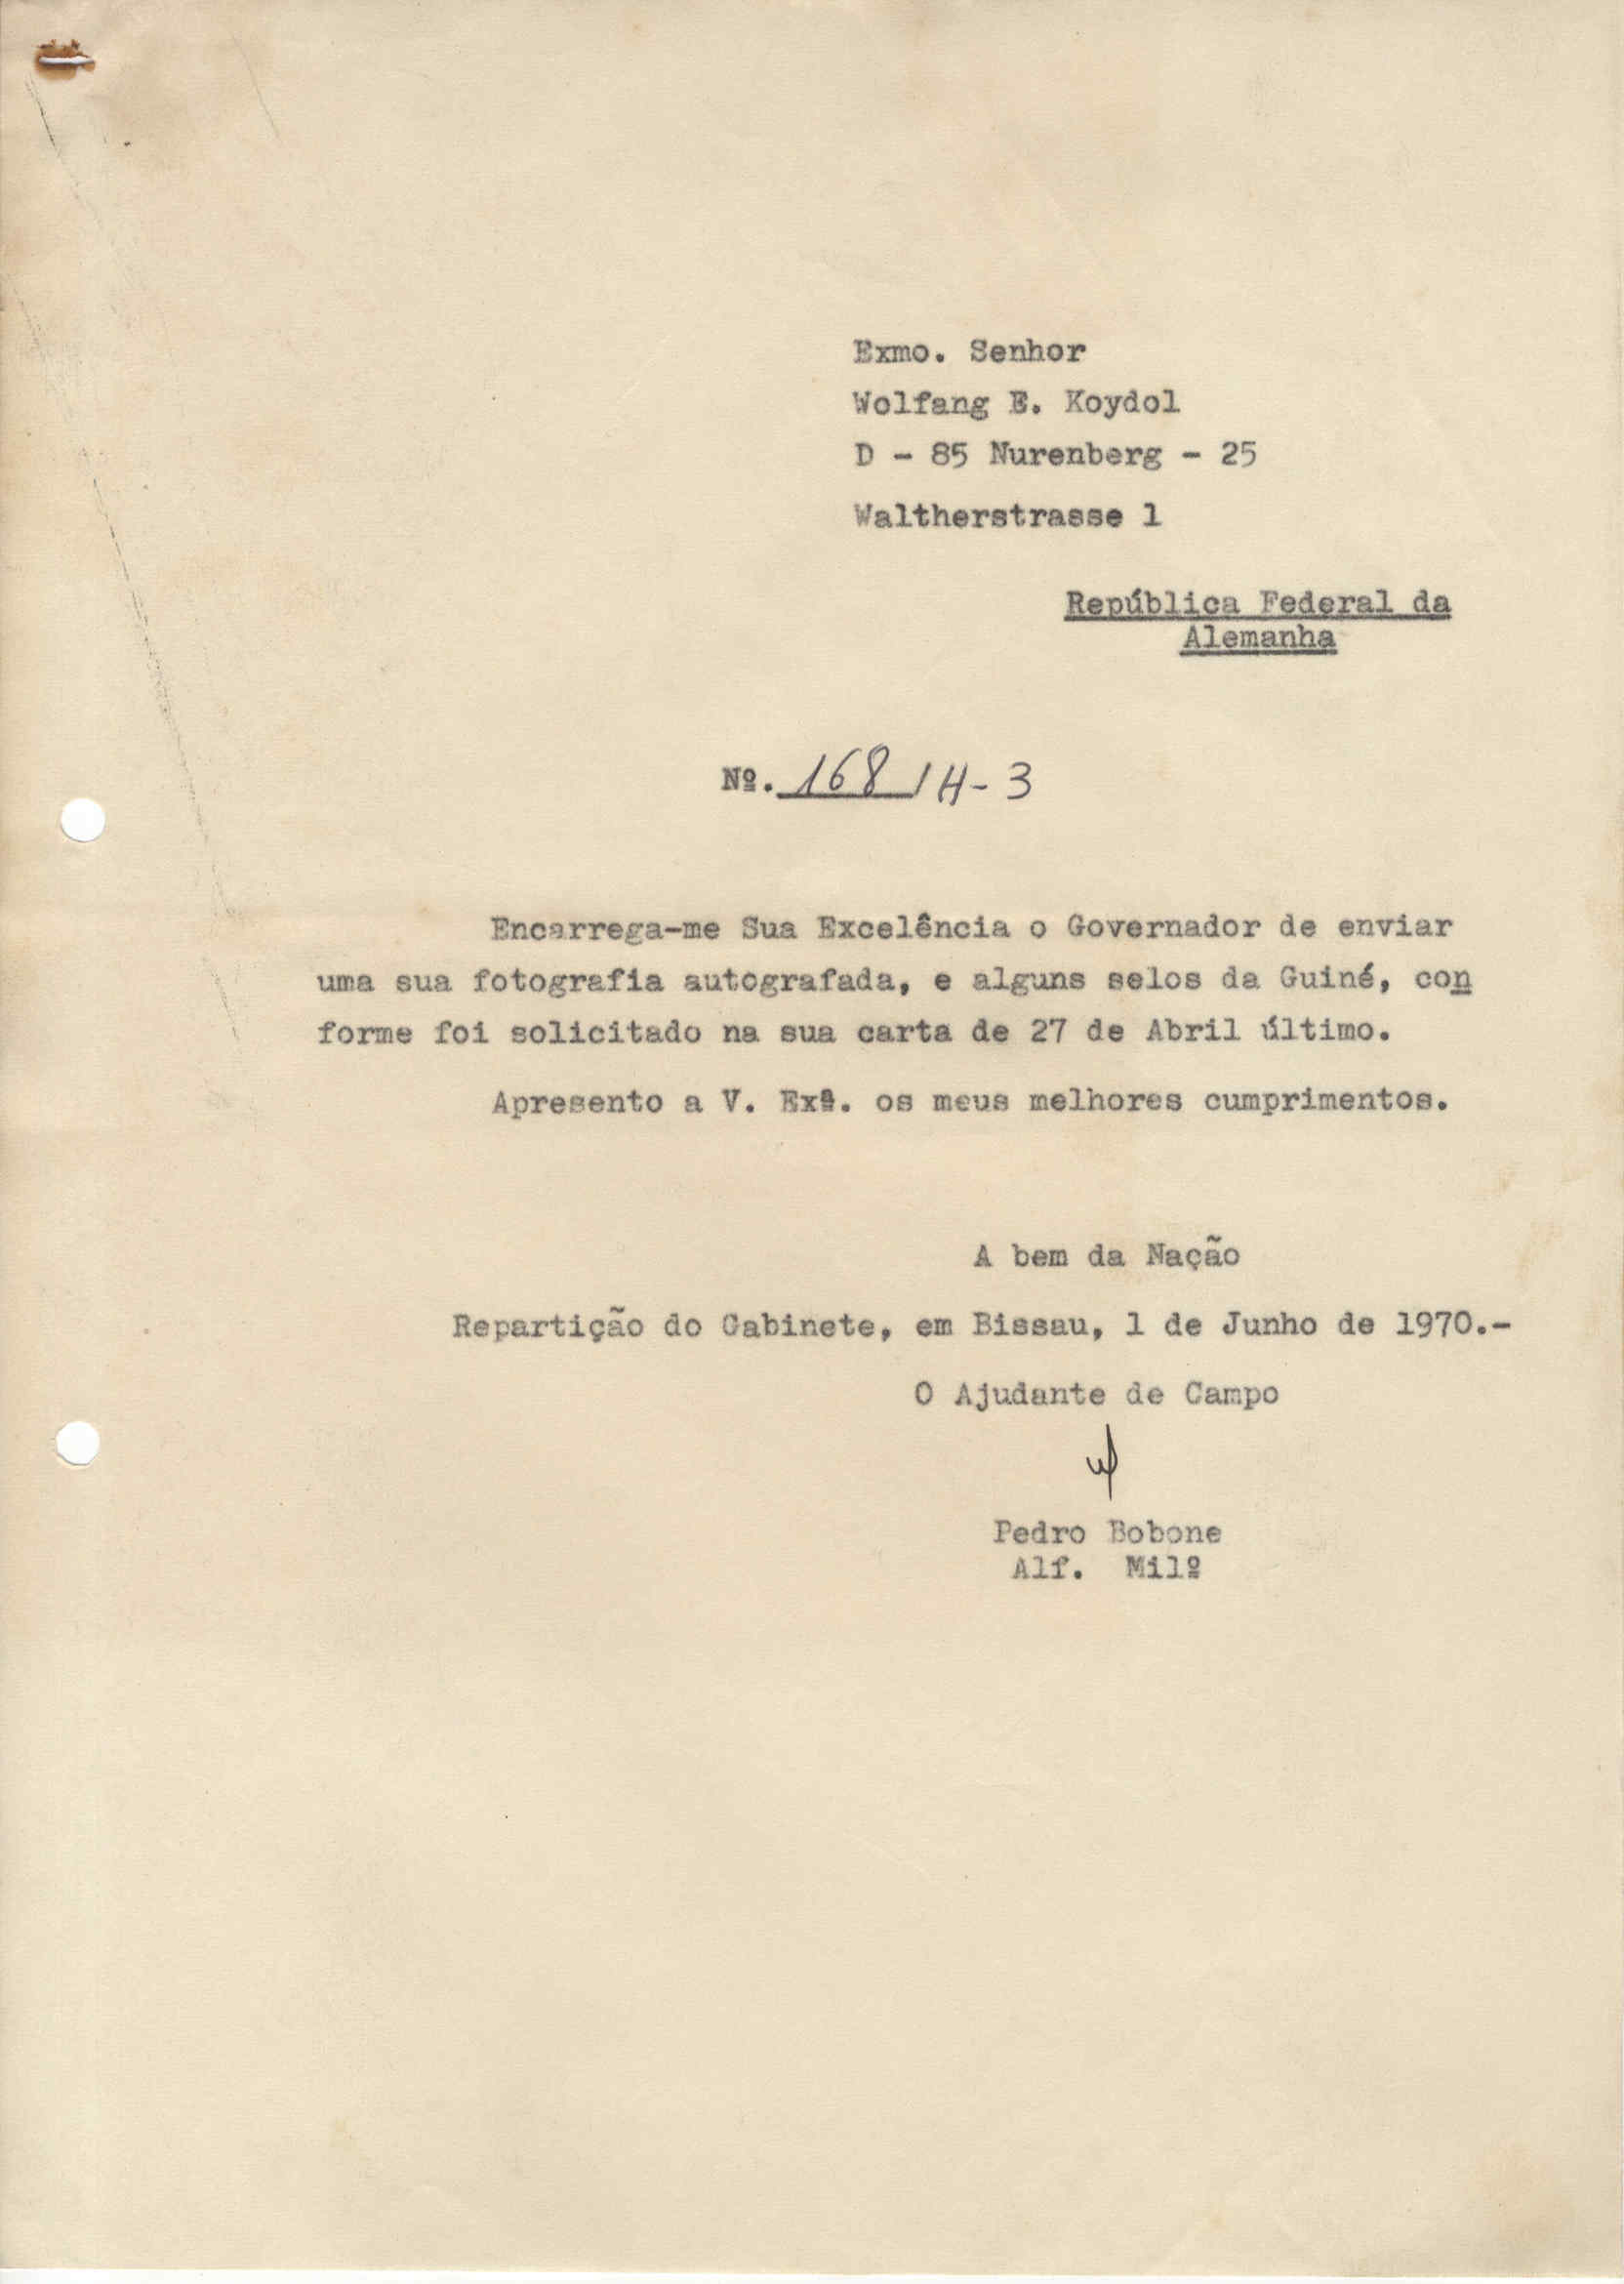 Exmo. Senhor
Wolfang E. Koydol
D - 85 Nurenberg - 25
Waltherstrasse 1
República Federal da
Alemanha
Nº. 168/H-3
Encarrega-me Sua Excelência o Governador de enviar
uma sua fotografia autografada, e alguns selos da Guiné, con
forme foi solicitado na sua carta de 27 de Abril último.
Apresento a V. Exª. os meus melhores cumprimentos.
A bem da Nação
Repartição do Gabinete, em Bissau, 1 de Junho de 1970.-
O Ajudante de Campo
Pedro Bobone
Alf. Milº